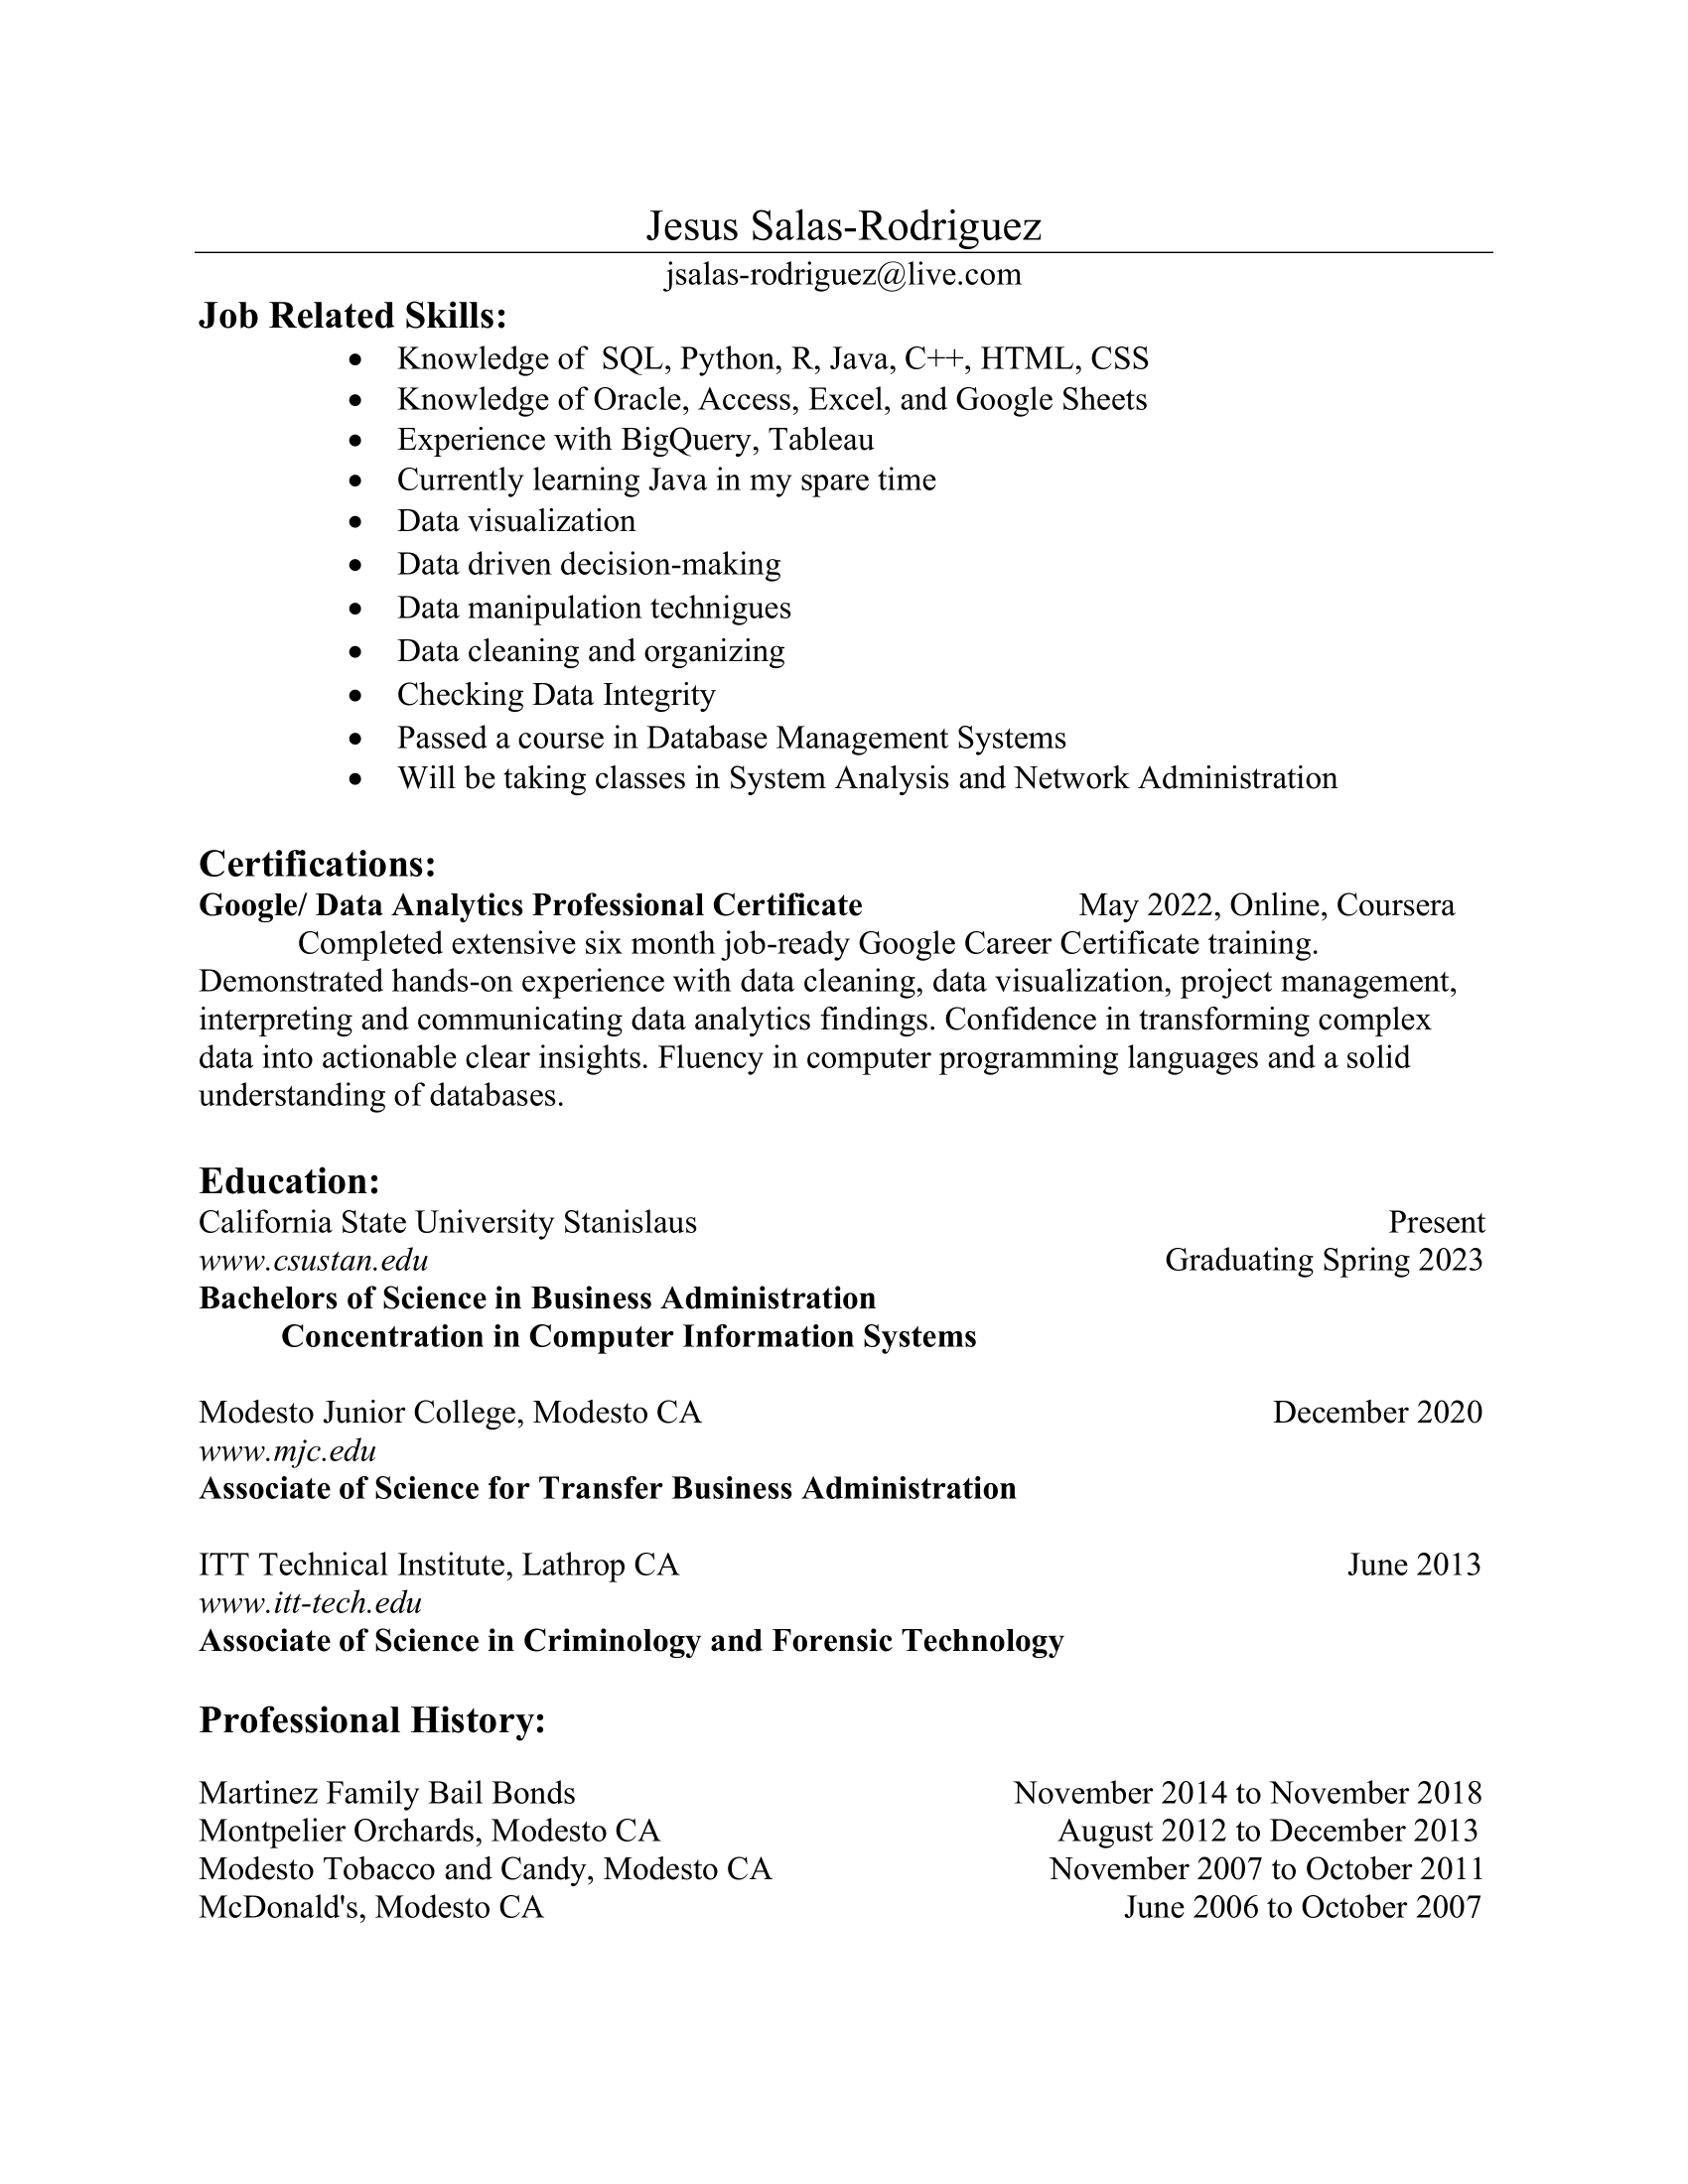 Jesus Salas-Rodriguez
jsalas-rodriguez@live.com
Job Related Skills:
• Knowledge of  SQL, Python, R, Java, C++, HTML, CSS
• Knowledge of Oracle, Access, Excel, and Google Sheets
• Experience with BigQuery, Tableau
• Currently learning Java in my spare time
• Data visualization
• Data driven decision-making
• Data manipulation technigues
• Data cleaning and organizing
• Checking Data Integrity
• Passed a course in Database Management Systems
• Will be taking classes in System Analysis and Network Administration
Certifications:
Google/ Data Analytics Professional Certificate May 2022, Online, Coursera
Completed extensive six month job-ready Google Career Certificate training.
Demonstrated hands-on experience with data cleaning, data visualization, project management,
interpreting and communicating data analytics findings. Confidence in transforming complex
data into actionable clear insights. Fluency in computer programming languages and a solid
understanding of databases.
Education:
California State University Stanislaus Present
www.csustan.edu Graduating Spring 2023
Bachelors of Science in Business Administration
Concentration in Computer Information Systems
Modesto Junior College, Modesto CA December 2020
www.mjc.edu
Associate of Science for Transfer Business Administration
ITT Technical Institute, Lathrop CA June 2013
www.itt-tech.edu
Associate of Science in Criminology and Forensic Technology
Professional History:
Martinez Family Bail Bonds November 2014 to November 2018
Montpelier Orchards, Modesto CA August 2012 to December 2013
Modesto Tobacco and Candy, Modesto CA November 2007 to October 2011
McDonald's, Modesto CA June 2006 to October 2007